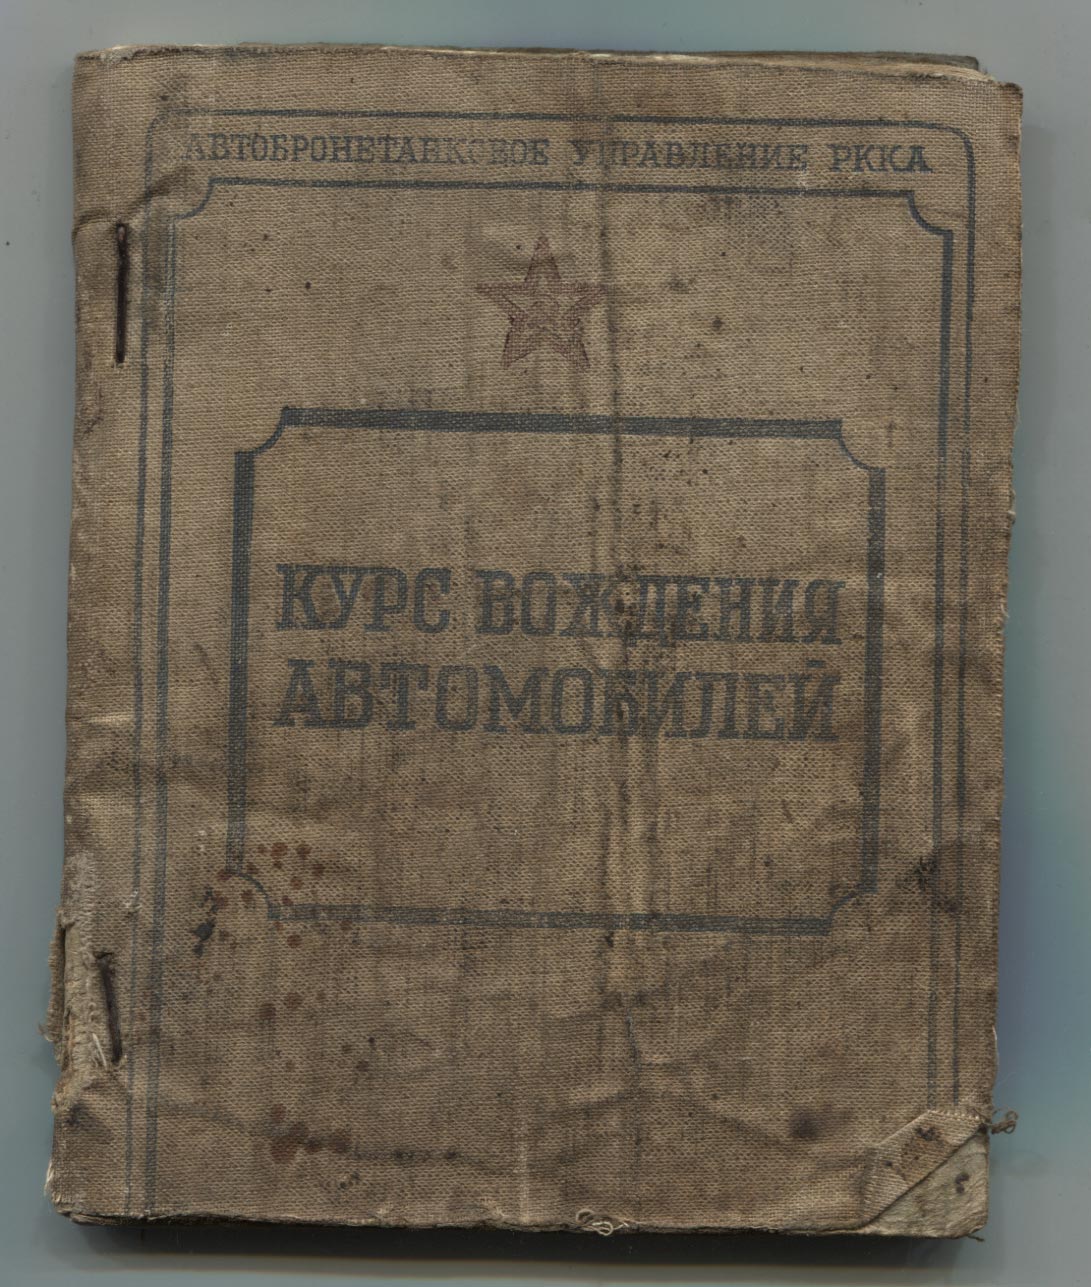 АВТОБРОНЕТАНКОВОЕ УПРАВЛЕНИЕ РККА
КУРС ВОЖДЕНИЯ
АВТОМОБИЛЕЙ